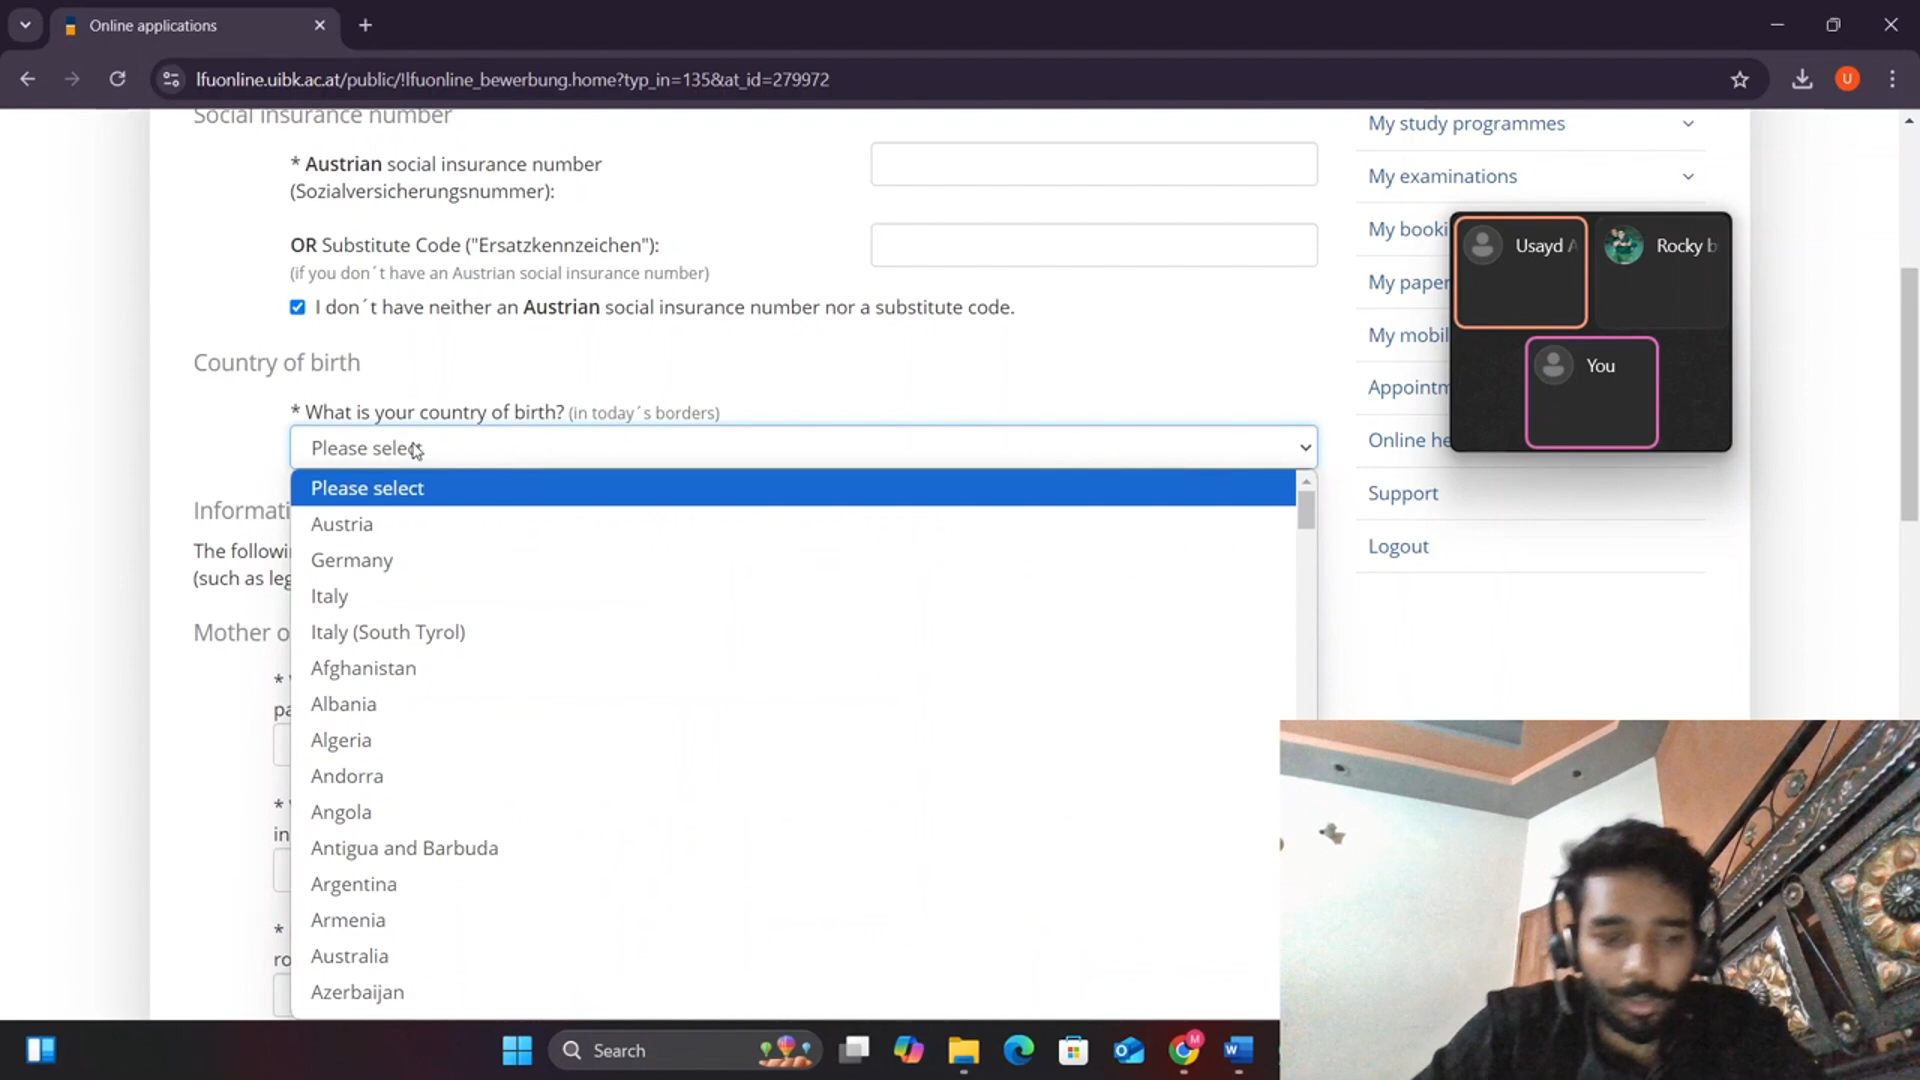 Online applications
lfuonline.uibk.ac.at/public/!lfuonline_bewerbung.home?typ_in=135&at_id=279972
U
Social insurance number
* Austrian social insurance number
(Sozialversicherungsnummer):
OR Substitute Code ("Ersatzkennzeichen"):
(if you don´t have an Austrian social insurance number)
I don´t have neither an Austrian social insurance number nor a substitute code.
Country of birth
* What is your country of birth? (in today´s borders)
Please select
Please select
Austria
Germany
Italy
Italy (South Tyrol)
Afghanistan
Albania
Algeria
Andorra
Angola
Antigua and Barbuda
Argentina
Armenia
Australia
Azerbaijan
Informati
The followi
(such as leg
Mother o
*
pa
*
in
*
ro
My study programmes
My examinations
My booki
My paper
My mobil
Appointm
Online he
Support
Logout
Usayd A
Rocky b
You
Search
M